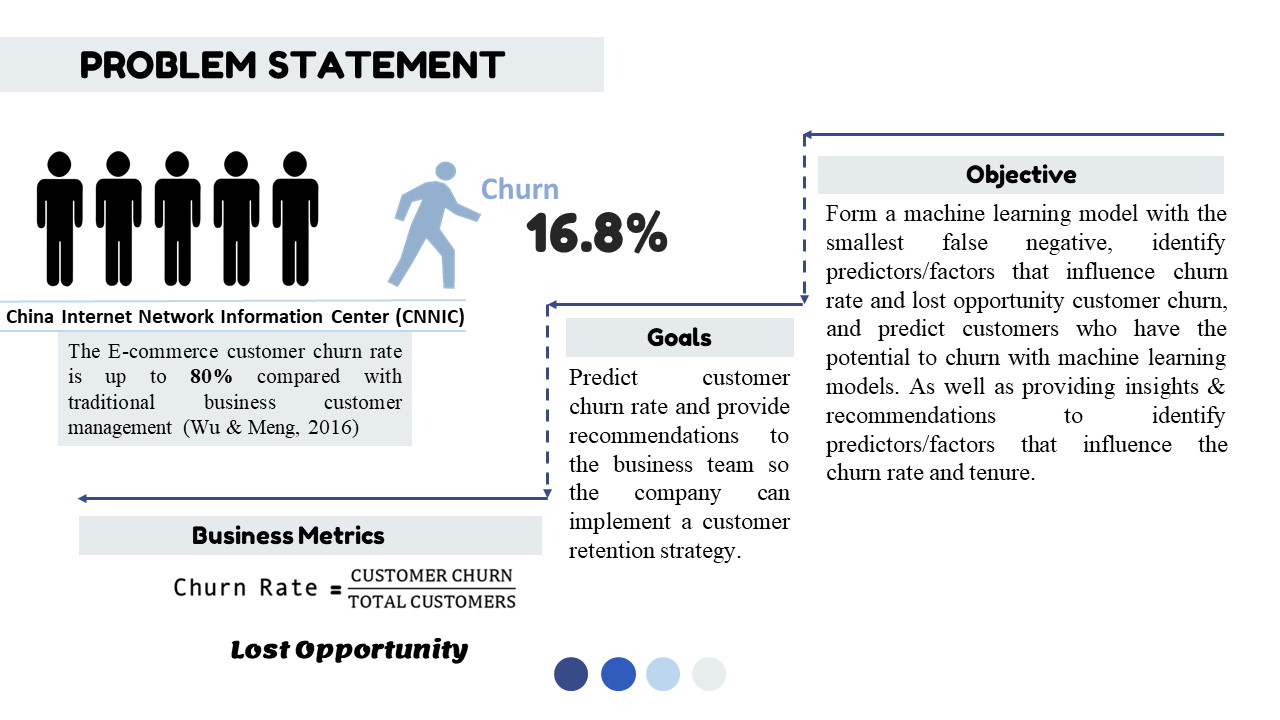 PROBLEM STATEMENT
Churn
16.8%
China Internet Network Information Center (CNNIC)
The E-commerce customer churn rate
is up to 80% compared with
traditional business customer
management (Wu & Meng, 2016)
Business Metrics
Churn Rate = CUSTOMER CHURN
TOTAL CUSTOMERS
Lost Opportunity
Goals
Predict customer
churn rate and provide
recommendations to
the business team so
the company can
implement a customer
retention strategy.
Objective
Form a machine learning model with the
smallest false negative, identify
predictors/factors that influence churn
rate and lost opportunity customer churn,
and predict customers who have the
potential to churn with machine learning
models. As well as providing insights &
recommendations to identify
predictors/factors that influence the
churn rate and tenure.